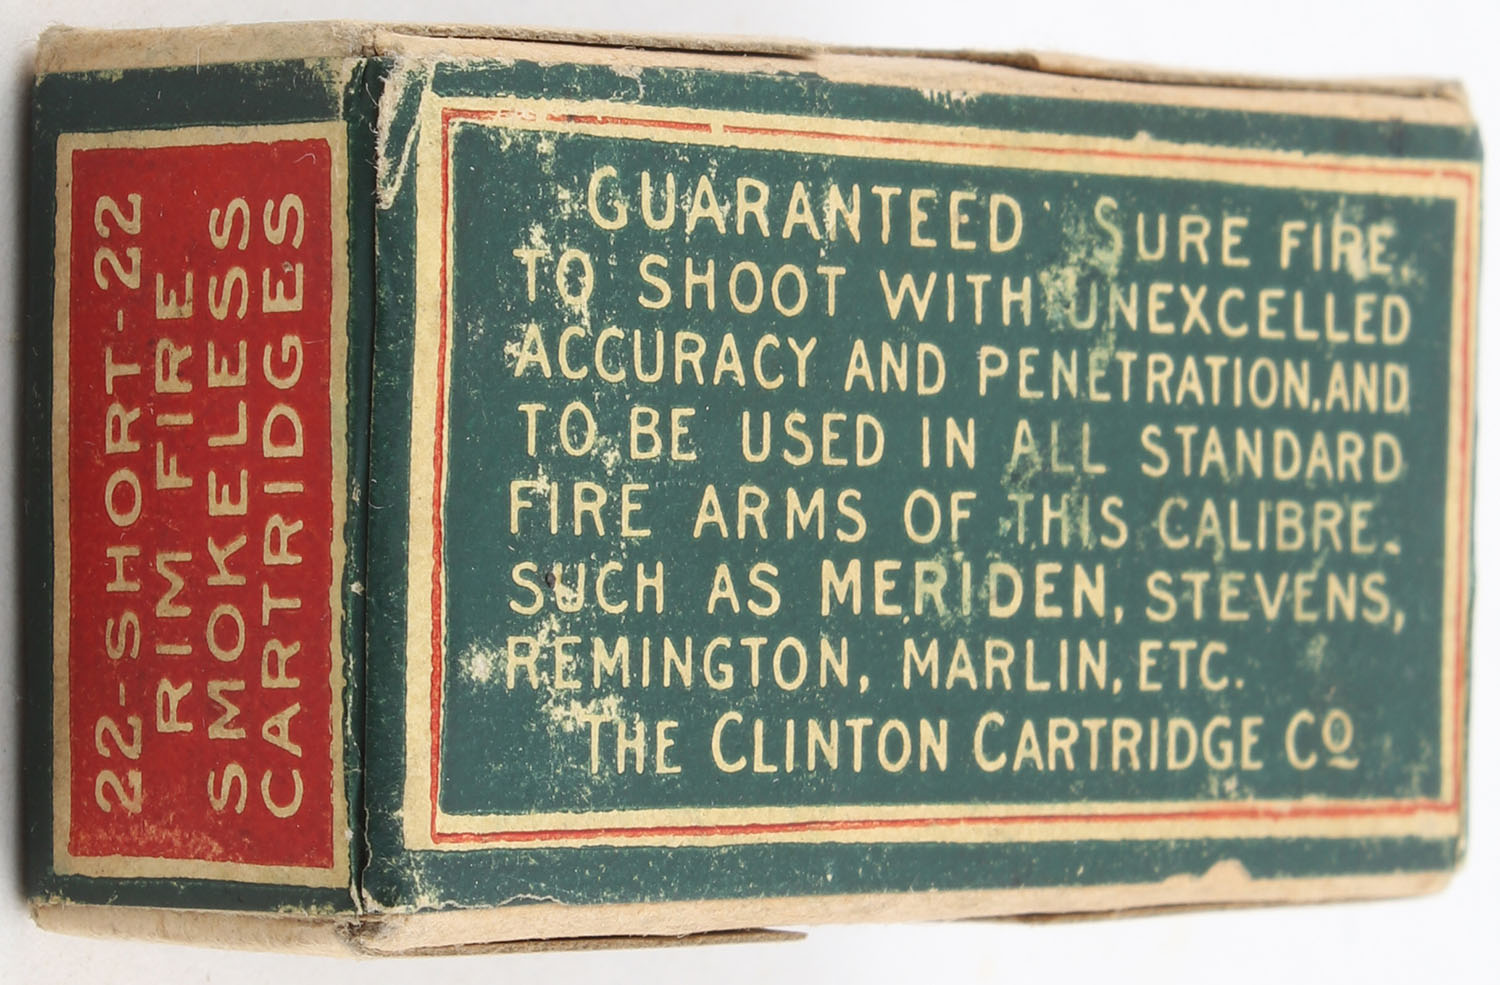 22-SHORT-22
RIM FIRE
SMOKELESS
CARTRIDGES
GUARANTEED SURE FIRE,
TO SHOOT WITH UNEXCELLED
ACCURACY AND PENETRATION, AND
TO BE USED IN ALL STANDARD
FIRE ARMS OF THIS CALIBRE.
SUCH AS MERIDEN, STEVENS,
REMINGTON, MARLIN, ETC.
THE CLINTON CARTRIDGE CO